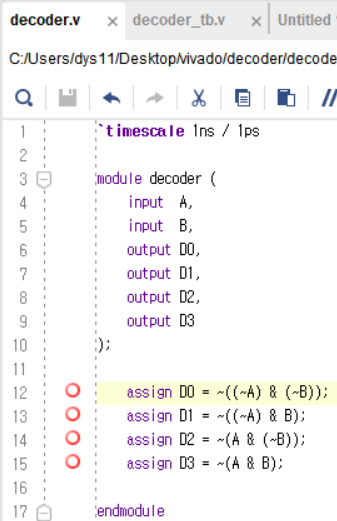 decoder.v × decoder_tb.v × Untitled
C:/Users/dys11/Desktop/vivado/decoder/decode
1 `timescale 1ns / 1ps
2
3 module decoder (
4 input A,
5 input B,
6 output D0,
7 output D1,
8 output D2,
9 output D3
10 );
11
12 assign D0 = ~((~A) & (~B));
13 assign D1 = ~((~A) & B);
14 assign D2 = ~(A & (~B));
15 assign D3 = ~(A & B);
16
17 endmodule